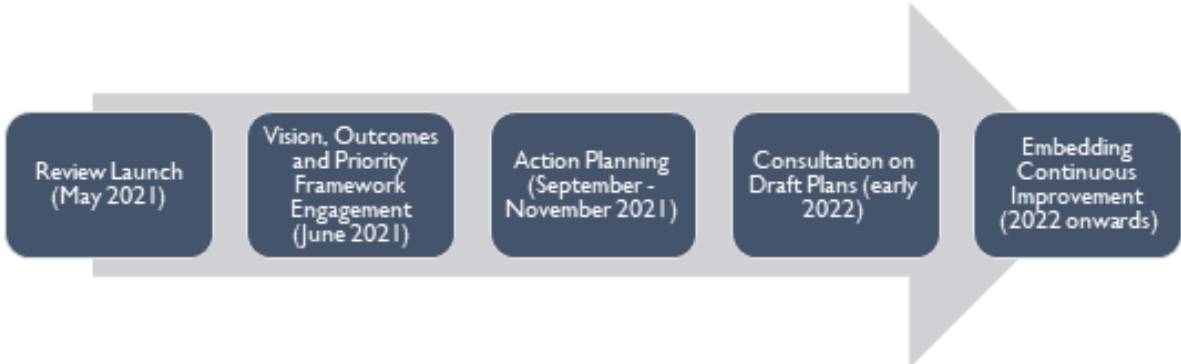 Review Launch
(May 2021)
Vision, Outcomes
and Priority
Framework
Engagement
(June 2021)
Action Planning
(September -
November 2021)
Consultation on
Draft Plans (early
2022)
Embedding
Continuous
Improvement
(2022 onwards)